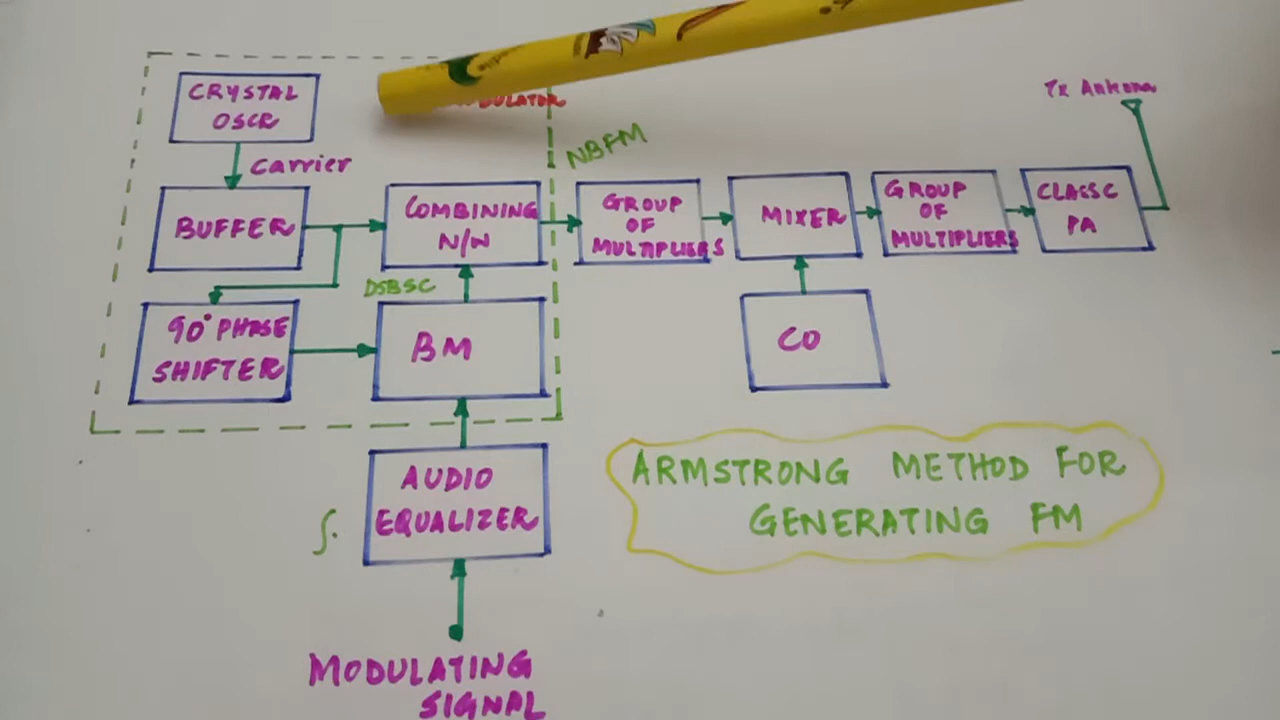 CRYSTAL
OSCR
Carrier
BUFFER
90° PHASE
SHIFTER
COMBINING
N/W
DSBSC
BM
AUDIO
EQUALIZER
∫.
MODULATING
SIGNAL
NBFM
GROUP
OF
MULTIPLIERS
MIXER
CO
GROUP
OF
MULTIPLIERS
CLASS C
PA
Tx Antenna
ARMSTRONG METHOD FOR
GENERATING FM